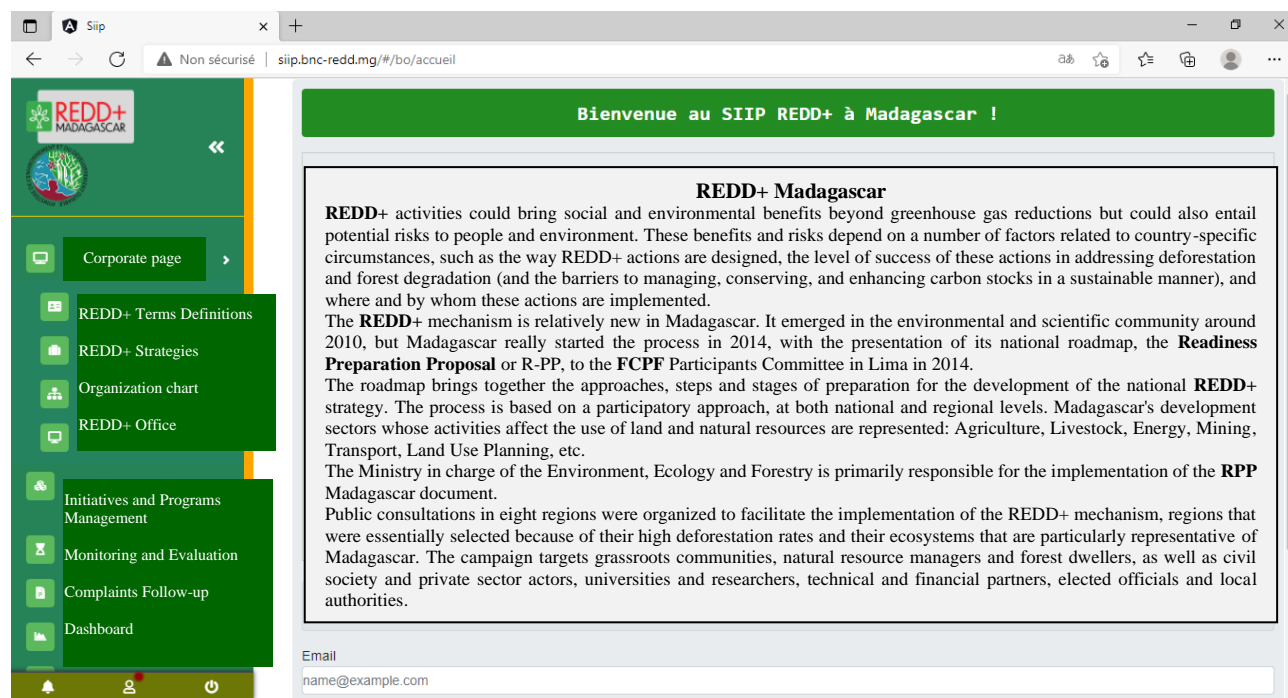 Siip
Non sécurisé | siip.bnc-redd.mg/#/bo/accueil
REDD+
MADAGASCAR
Corporate page
REDD+ Terms Definitions
REDD+ Strategies
Organization chart
REDD+ Office
Initiatives and Programs
Management
Monitoring and Evaluation
Complaints Follow-up
Dashboard
Bienvenue au SIIP REDD+ à Madagascar !
REDD+ Madagascar
REDD+ activities could bring social and environmental benefits beyond greenhouse gas reductions but could also entail
potential risks to people and environment. These benefits and risks depend on a number of factors related to country-specific
circumstances, such as the way REDD+ actions are designed, the level of success of these actions in addressing deforestation
and forest degradation (and the barriers to managing, conserving, and enhancing carbon stocks in a sustainable manner), and
where and by whom these actions are implemented.
The REDD+ mechanism is relatively new in Madagascar. It emerged in the environmental and scientific community around
2010, but Madagascar really started the process in 2014, with the presentation of its national roadmap, the Readiness
Preparation Proposal or R-PP, to the FCPF Participants Committee in Lima in 2014.
The roadmap brings together the approaches, steps and stages of preparation for the development of the national REDD+
strategy. The process is based on a participatory approach, at both national and regional levels. Madagascar's development
sectors whose activities affect the use of land and natural resources are represented: Agriculture, Livestock, Energy, Mining,
Transport, Land Use Planning, etc.
The Ministry in charge of the Environment, Ecology and Forestry is primarily responsible for the implementation of the RPP
Madagascar document.
Public consultations in eight regions were organized to facilitate the implementation of the REDD+ mechanism, regions that
were essentially selected because of their high deforestation rates and their ecosystems that are particularly representative of
Madagascar. The campaign targets grassroots communities, natural resource managers and forest dwellers, as well as civil
society and private sector actors, universities and researchers, technical and financial partners, elected officials and local
authorities.
Email
name@example.com